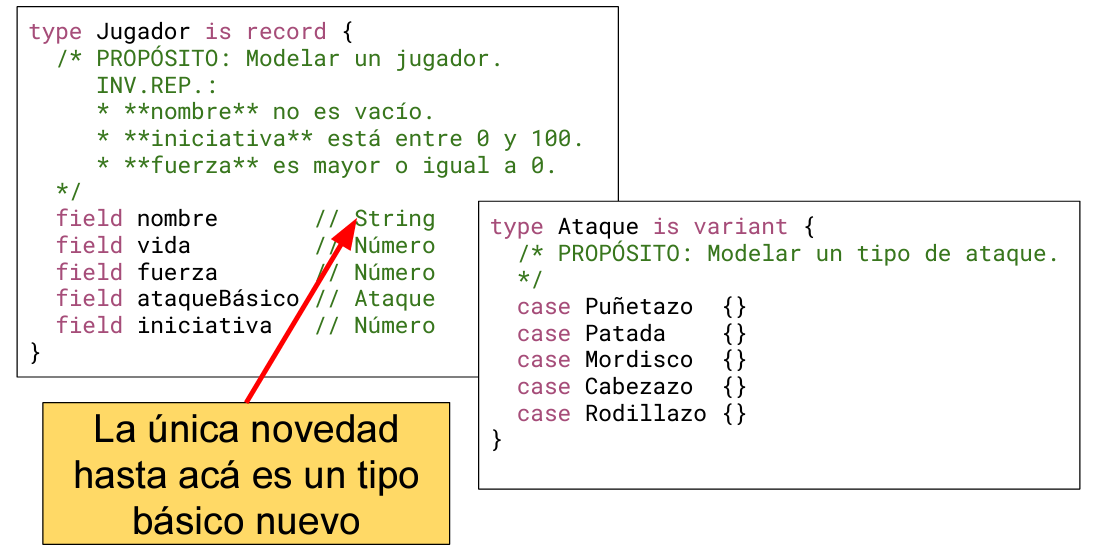 type Jugador is record {
/* PROPÓSITO: Modelar un jugador.
INV.REP.:
* **nombre** no es vacío.
* **iniciativa** está entre 0 y 100.
* **fuerza** es mayor o igual a 0.
*/
field nombre // String
field vida // Número
field fuerza // Número
field ataqueBásico // Ataque
field iniciativa // Número
}
type Ataque is variant {
/* PROPÓSITO: Modelar un tipo de ataque.
*/
case Puñetazo {}
case Patada {}
case Mordisco {}
case Cabezazo {}
case Rodillazo {}
}
La única novedad
hasta acá es un tipo
básico nuevo